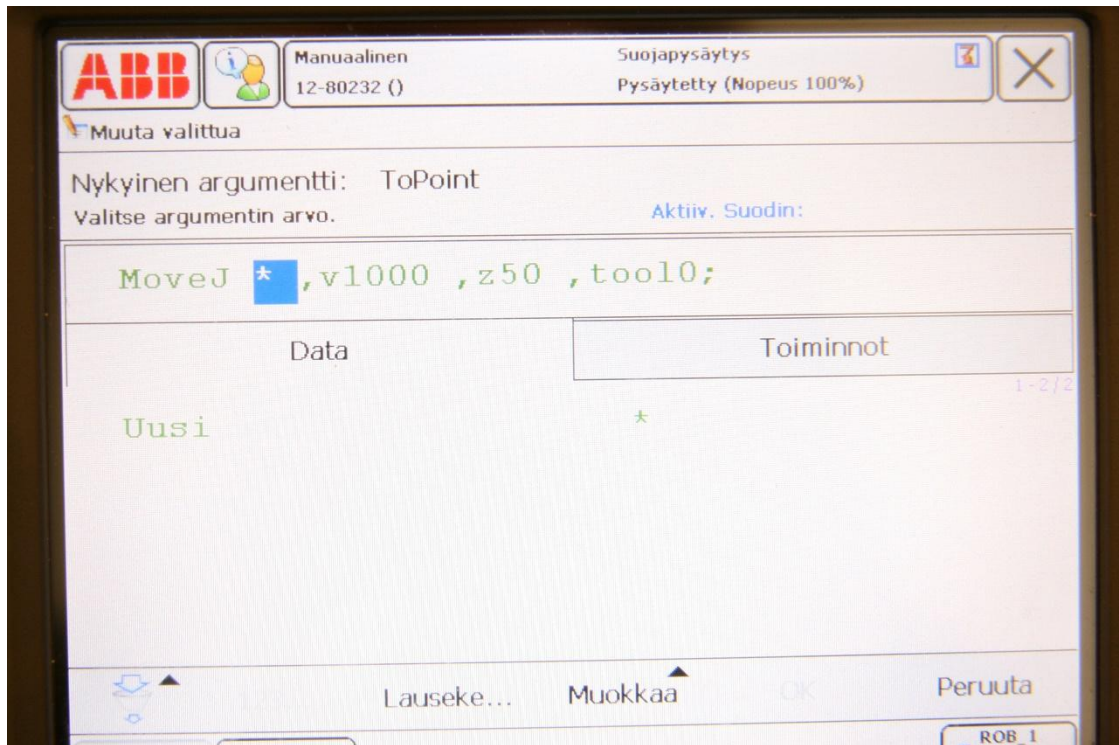 ABB
Manuaalinen
12-80232 ()
Suojapysäytys
Pysäytetty (Nopeus 100%)
Muuta valittua
Nykyinen argumentti: ToPoint
Valitse argumentin arvo.
Aktiiv. Suodin:
MoveJ * ,v1000 ,z50 ,tool0;
Data
Toiminnot
1-2/2
Uusi *
Lauseke... Muokkaa OK Peruuta
ROB_1